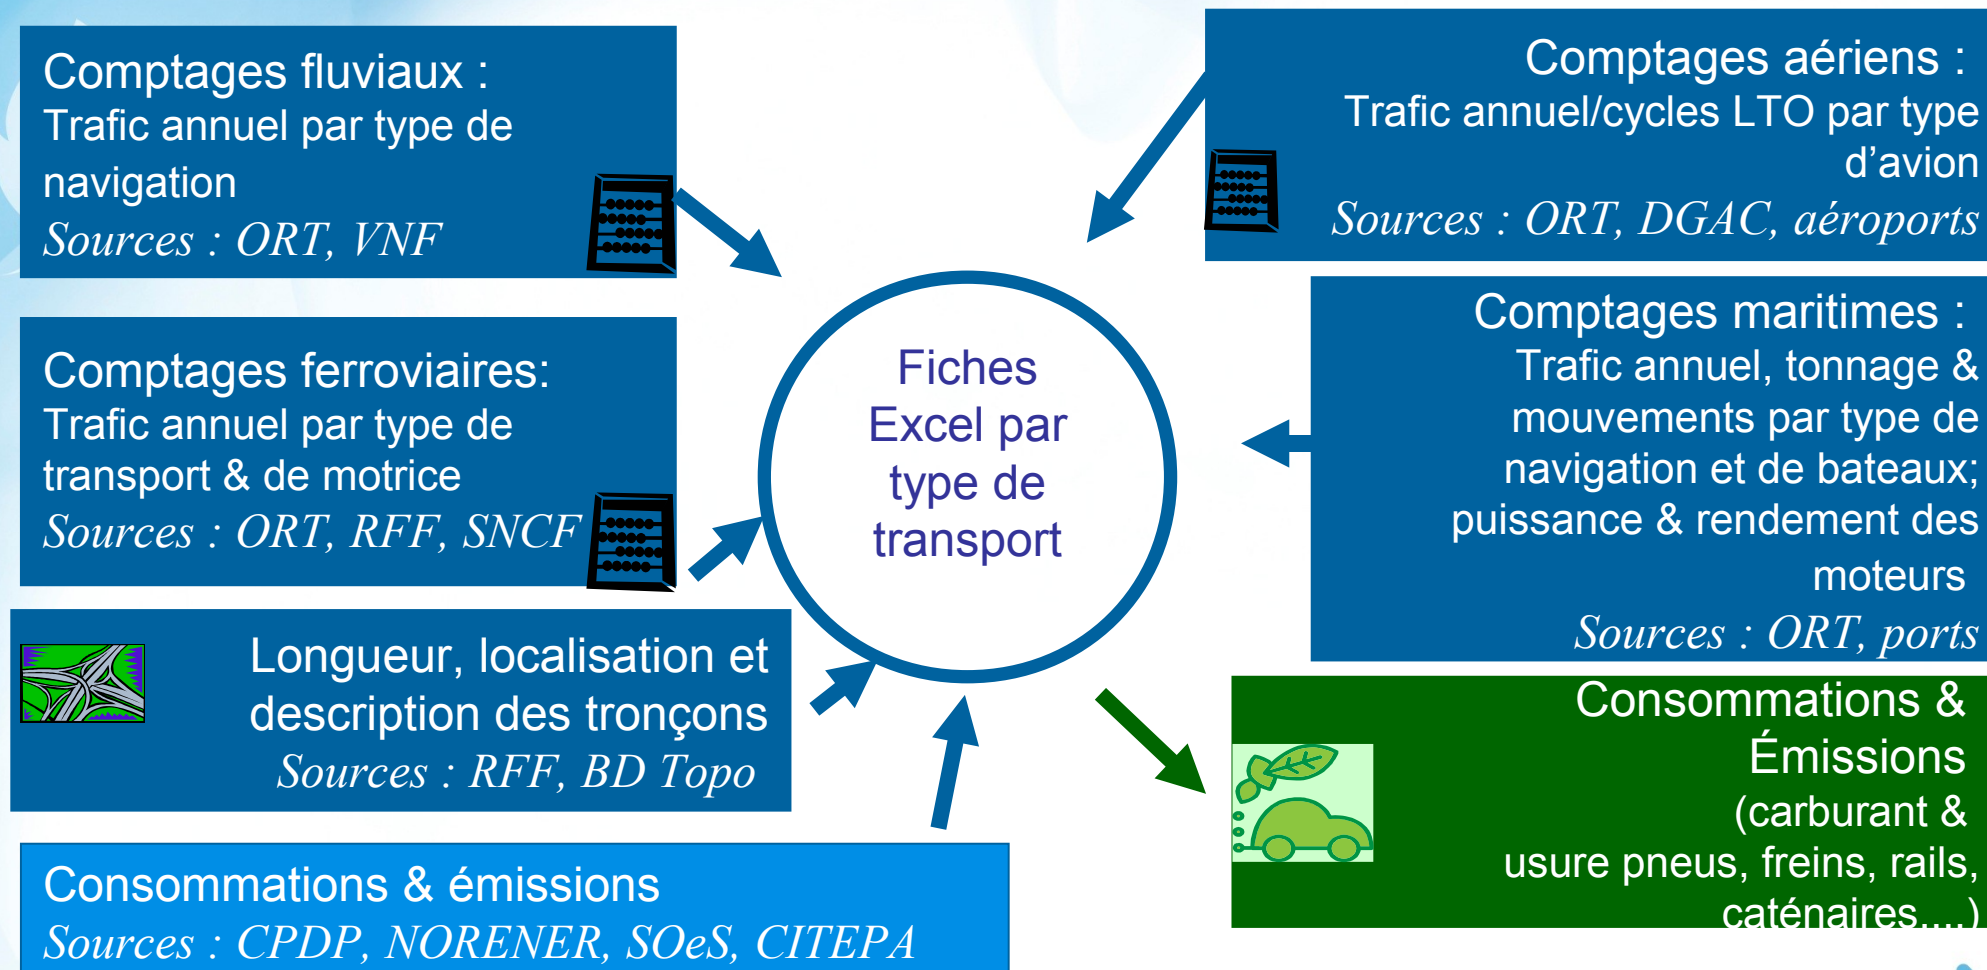 Comptages fluviaux :
Trafic annuel par type de
navigation
Sources : ORT, VNF
Comptages ferroviaires:
Trafic annuel par type de
transport & de motrice
Sources : ORT, RFF, SNCF
Longueur, localisation et
description des tronçons
Sources : RFF, BD Topo
Consommations & émissions
Sources : CPDP, NORENER, SOeS, CITEPA
Fiches
Excel par
type de
transport
Comptages aériens :
Trafic annuel/cycles LTO par type
d’avion
Sources : ORT, DGAC, aéroports
Comptages maritimes :
Trafic annuel, tonnage &
mouvements par type de
navigation et de bateaux;
puissance & rendement des
moteurs
Sources : ORT, ports
Consommations &
Émissions
(carburant &
usure pneus, freins, rails,
caténaires....)